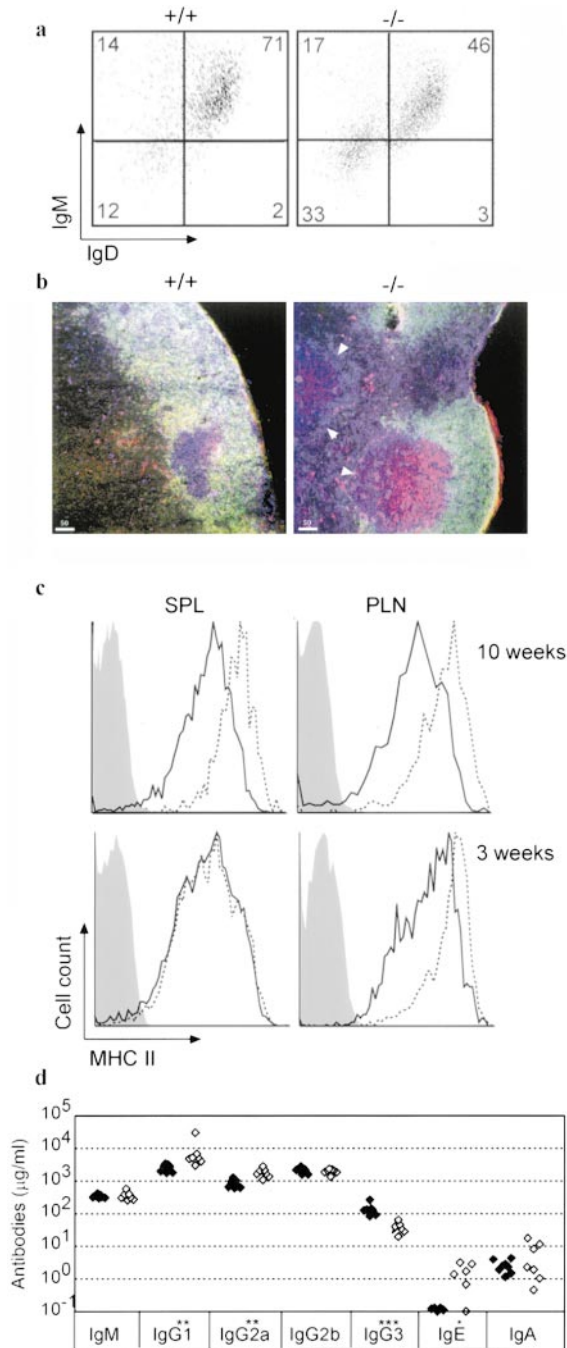 a
+/+ -/-
14 71 17 46
12 2 33 3
IgM
IgD
b
+/+ -/-
50 50
c
SPL PLN
10 weeks
3 weeks
Cell count
MHC II
d
Antibodies (µg/ml)
10^5
10^4
10^3
10^2
10^1
10^0
10^-1
** ** *** *
IgM IgG1 IgG2a IgG2b IgG3 IgE IgA